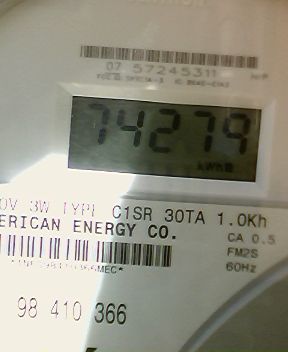 07 57245311
74279
kWh
0V 3W TYPE C1SR 30TA 1.0Kh
ERICAN ENERGY CO.
CA 0.5
FM2S
60Hz
98 410 366